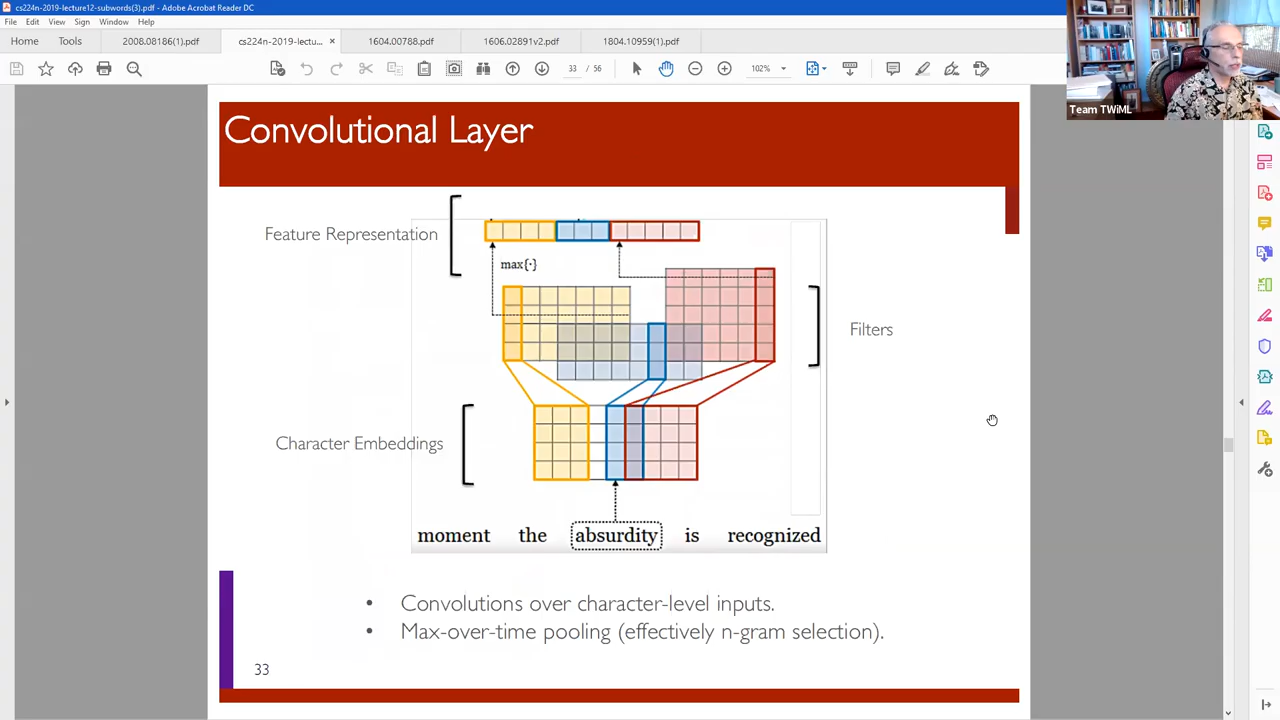 cs224n-2019-lecture12-subwords(3).pdf - Adobe Acrobat Reader DC
File Edit View Sign Window Help
Home Tools 2008.08186(1).pdf cs224n-2019-lectu... × 1604.00788.pdf 1606.02891v2.pdf 1804.10959(1).pdf
33 / 56 102%
Team TWiML
Convolutional Layer
Feature Representation
max{·}
Filters
Character Embeddings
moment the absurdity is recognized
• Convolutions over character-level inputs.
• Max-over-time pooling (effectively n-gram selection).
33